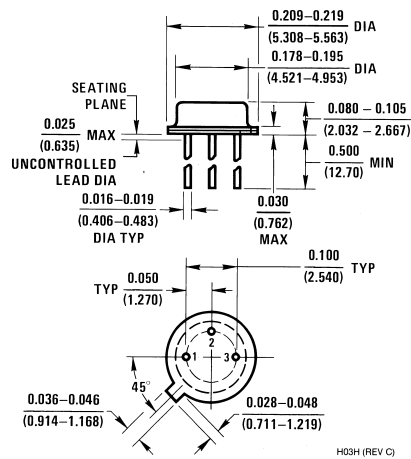 0.209–0.219 DIA
(5.308–5.563)
0.178–0.195 DIA
(4.521–4.953)
SEATING
PLANE
0.080 - 0.105
(2.032 – 2.667)
0.025 MAX
(0.635)
0.500 MIN
(12.70)
UNCONTROLLED
LEAD DIA
0.016–0.019
(0.406–0.483)
DIA TYP
0.030
(0.762)
MAX
0.100 TYP
(2.540)
TYP 0.050
(1.270)
2
1
3
45°
0.036–0.046
(0.914–1.168)
0.028–0.048
(0.711–1.219)
H03H (REV C)